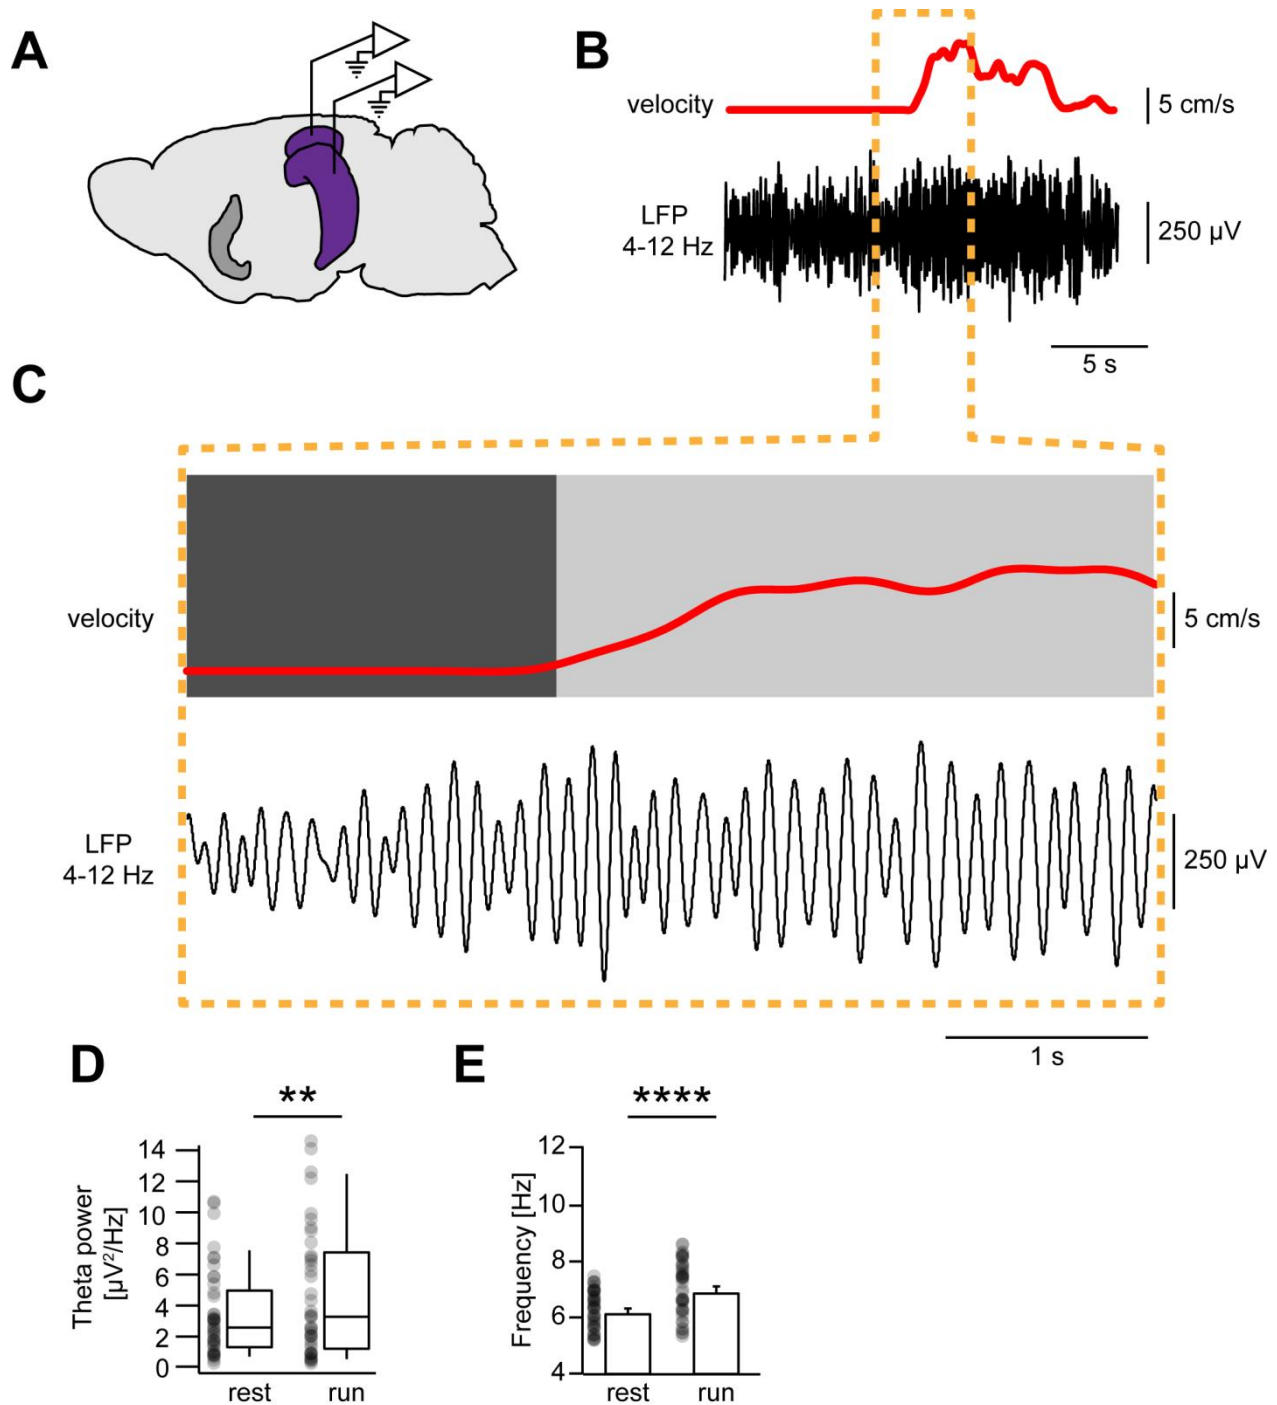 A
B
velocity
5 cm/s
LFP
4-12 Hz
250 µV
5 s
C
velocity
5 cm/s
LFP
4-12 Hz
250 µV
1 s
D
**
Theta power
[µV²/Hz]
14
12
10
8
6
4
2
0
rest
run
E
****
Frequency [Hz]
12
10
8
6
4
rest
run